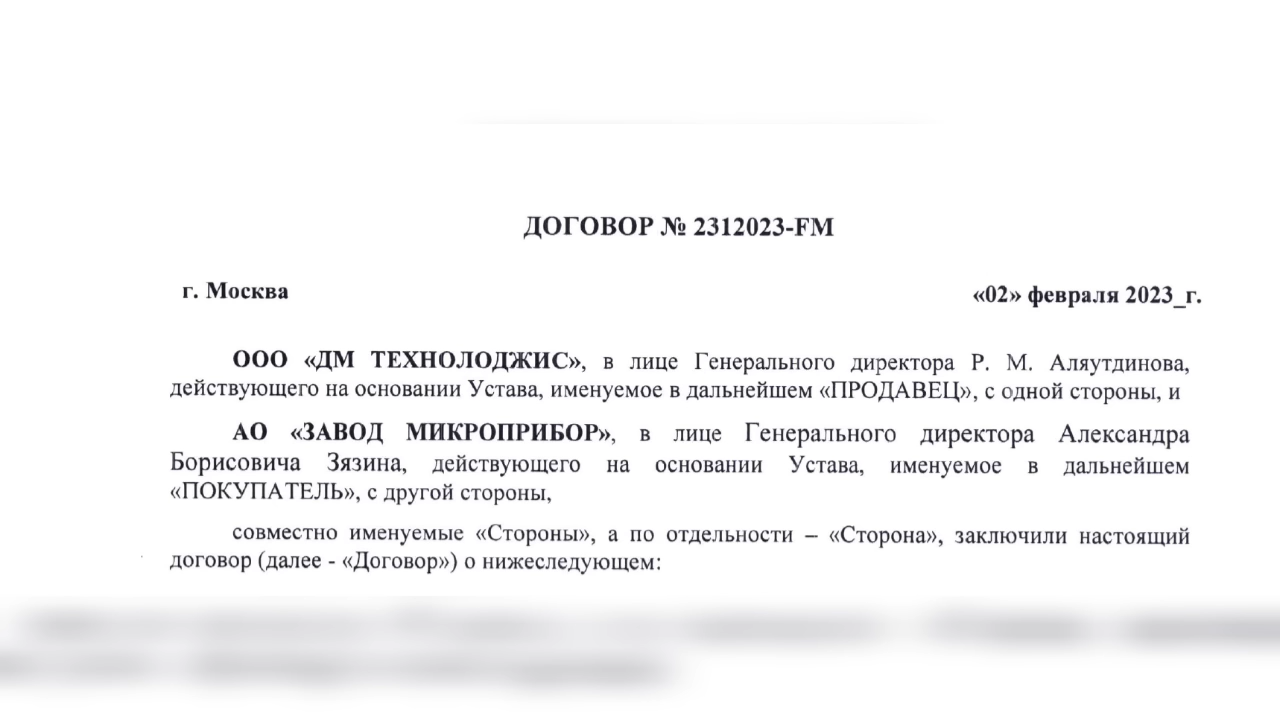 ДОГОВОР № 2312023-FM
г. Москва
«02» февраля 2023_г.
ООО «ДМ ТЕХНОЛОДЖИС», в лице Генерального директора Р. М. Аляутдинова,
действующего на основании Устава, именуемое в дальнейшем «ПРОДАВЕЦ», с одной стороны, и
АО «ЗАВОД МИКРОПРИБОР», в лице Генерального директора Александра
Борисовича Зязина, действующего на основании Устава, именуемое в дальнейшем
«ПОКУПАТЕЛЬ», с другой стороны,
совместно именуемые «Стороны», а по отдельности – «Сторона», заключили настоящий
договор (далее - «Договор») о нижеследующем: